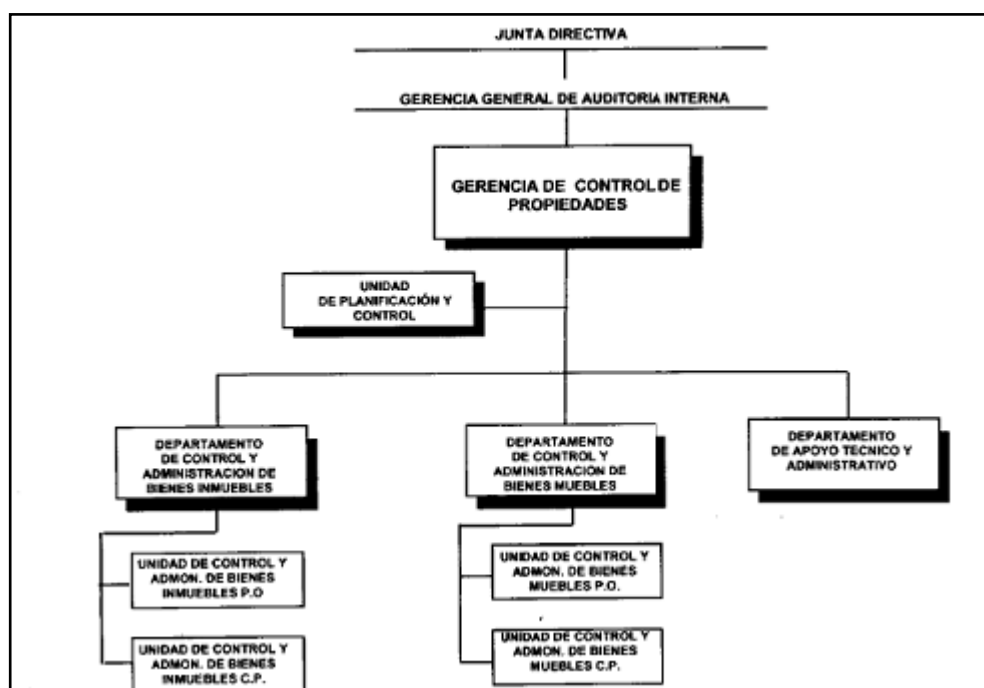 JUNTA DIRECTIVA
GERENCIA GENERAL DE AUDITORIA INTERNA
GERENCIA DE CONTROL DE
PROPIEDADES
UNIDAD
DE PLANIFICACIÓN Y
CONTROL
DEPARTAMENTO
DE CONTROL Y
ADMINISTRACION DE
BIENES INMUEBLES
DEPARTAMENTO
DE CONTROL Y
ADMINISTRACIÓN DE
BIENES MUEBLES
DEPARTAMENTO
DE APOYO TECNICO Y
ADMINISTRATIVO
UNIDAD DE CONTROL Y
ADMON. DE BIENES
INMUEBLES P.O
UNIDAD DE CONTROL Y
ADMON. DE BIENES
MUEBLES P.O.
UNIDAD DE CONTROL Y
ADMON. DE BIENES
INMUEBLES C.P.
UNIDAD DE CONTROL Y
ADMON. DE BIENES
MUEBLES C.P.